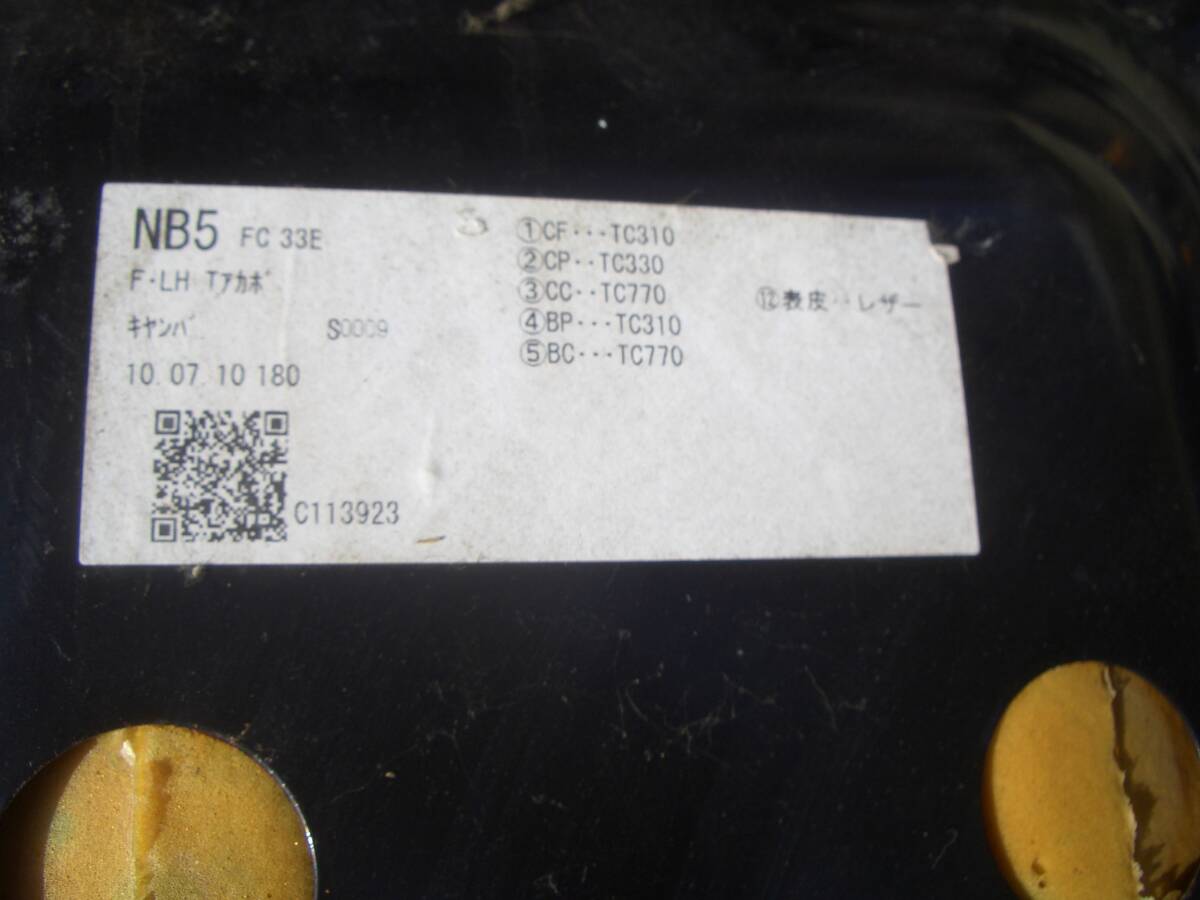 NB5 FC 33E
F・LH Tアカボ
キヤンバ S0009
10 07 10 180
C113923
①CF・・・TC310
②CP・・TC330
③CC・・TC770
④BP・・・TC310
⑤BC・・・TC770
⑫表皮・・レザー